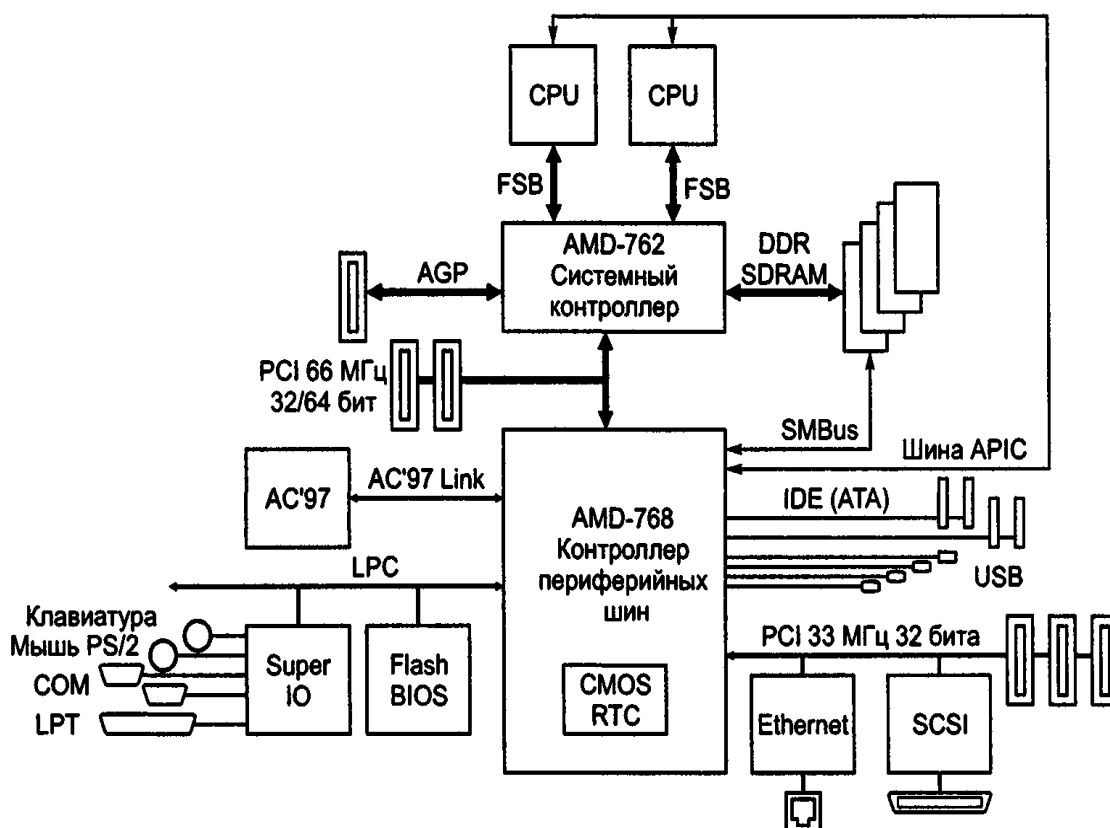 CPU
CPU
FSB
FSB
AMD-762
Системный
контроллер
AGP
DDR
SDRAM
PCI 66 МГц
32/64 бит
SMBus
Шина APIC
AC'97
AC'97 Link
AMD-768
Контроллер
периферийных
шин
IDE (ATA)
USB
LPC
Клавиатура
Мышь PS/2
COM
LPT
Super
IO
Flash
BIOS
CMOS
RTC
PCI 33 МГц 32 бита
Ethernet
SCSI